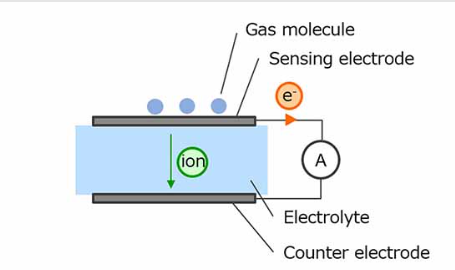 Gas molecule
Sensing electrode
e⁻
ion
A
Electrolyte
Counter electrode